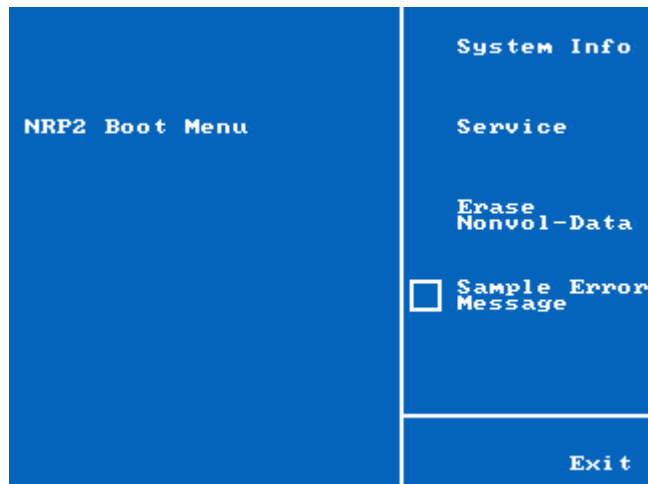 System Info
NRP2 Boot Menu
Service
Erase
Nonvol-Data
Sample Error
Message
Exit